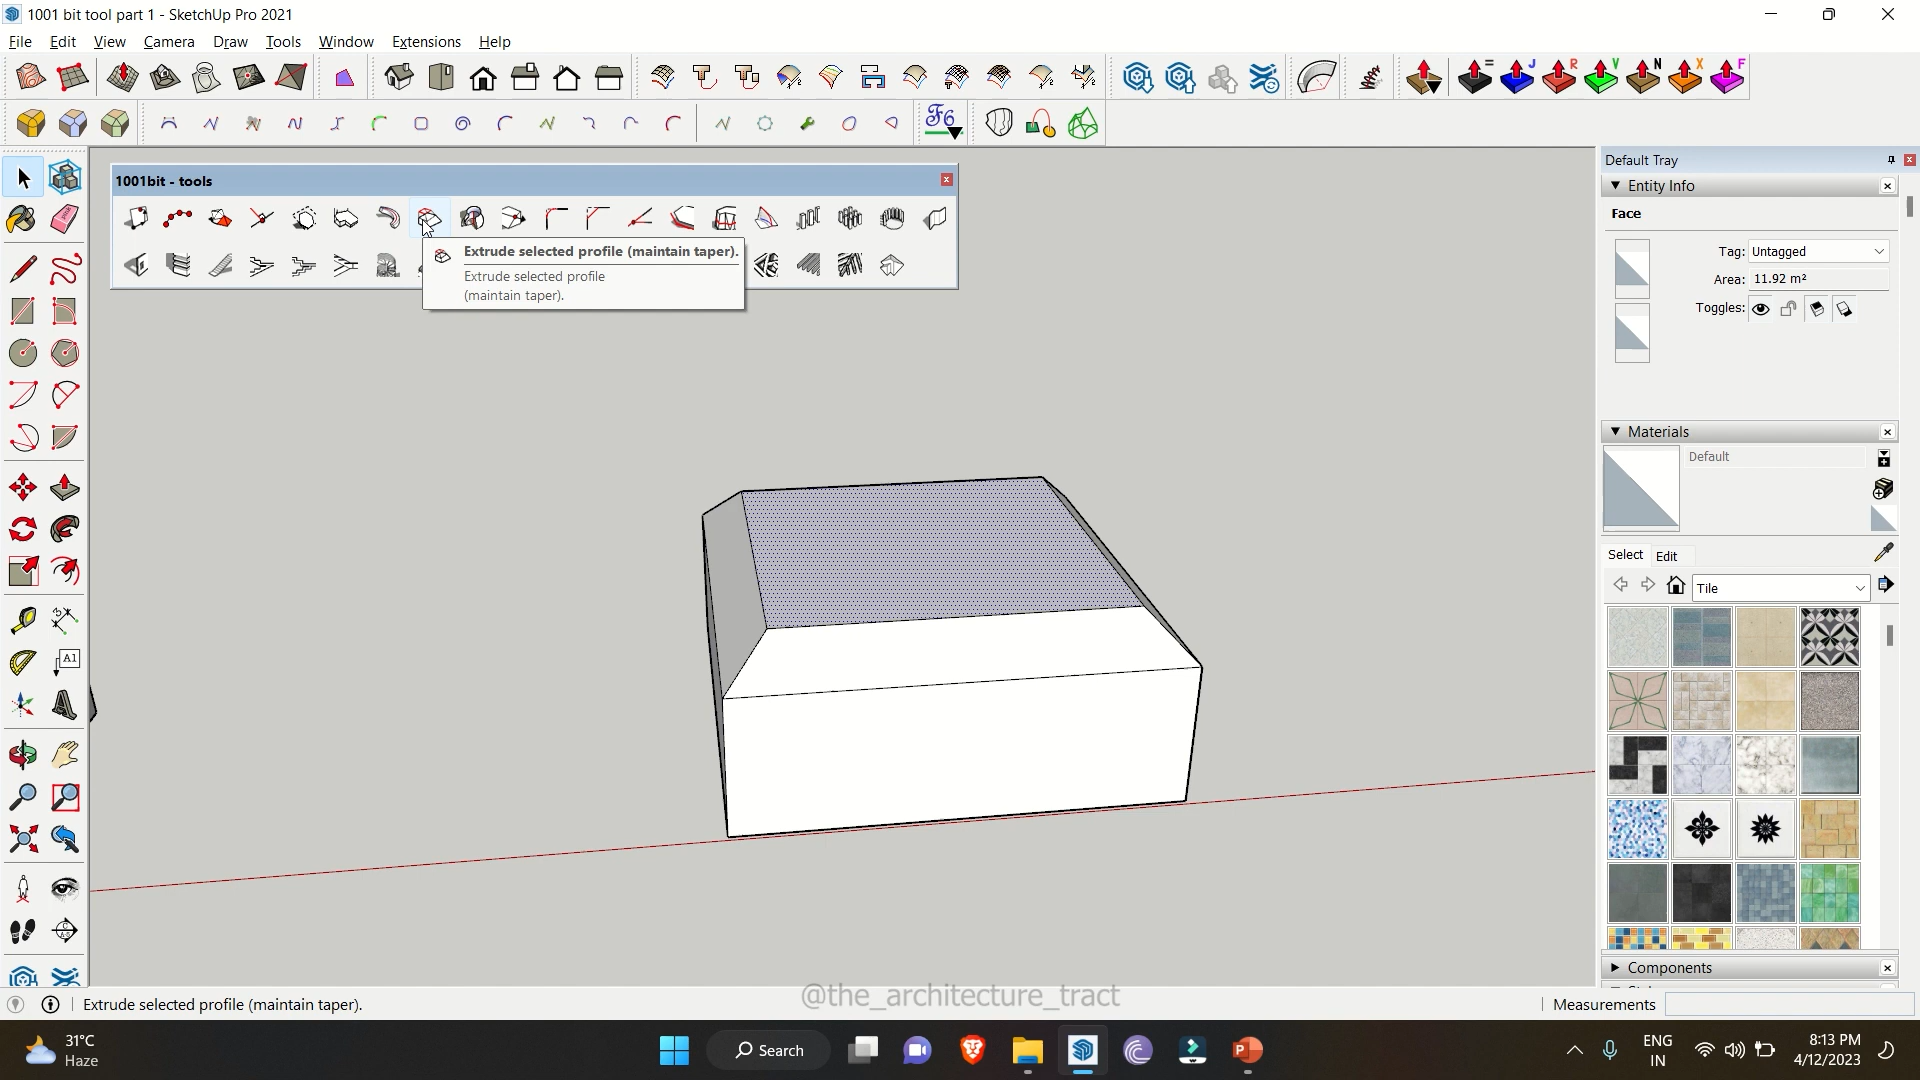 1001 bit tool part 1 - SketchUp Pro 2021
File Edit View Camera Draw Tools Window Extensions Help
= J R V N X F
F6
Default Tray
Entity Info
Face
Tag: Untagged
Area: 11.92 m²
Toggles:
1001bit - tools
Extrude selected profile (maintain taper).
Extrude selected profile
(maintain taper).
Materials
Default
Select Edit
Tile
A1
Components
Extrude selected profile (maintain taper).
@the_architecture_tract
Measurements
31°C
Haze
Search
ENG
IN
8:13 PM
4/12/2023